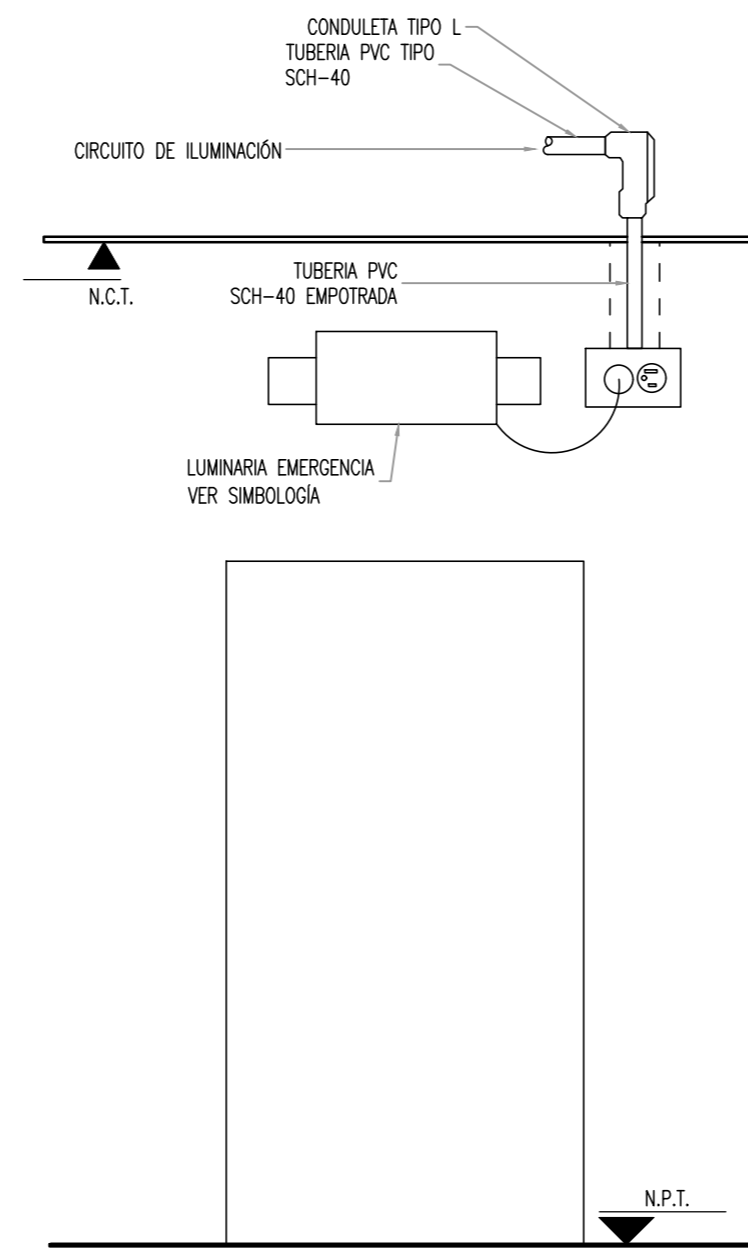 CONDULETA TIPO L
TUBERIA PVC TIPO
SCH-40
CIRCUITO DE ILUMINACIÓN
N.C.T.
TUBERIA PVC
SCH-40 EMPOTRADA
LUMINARIA EMERGENCIA
VER SIMBOLOGÍA
N.P.T.